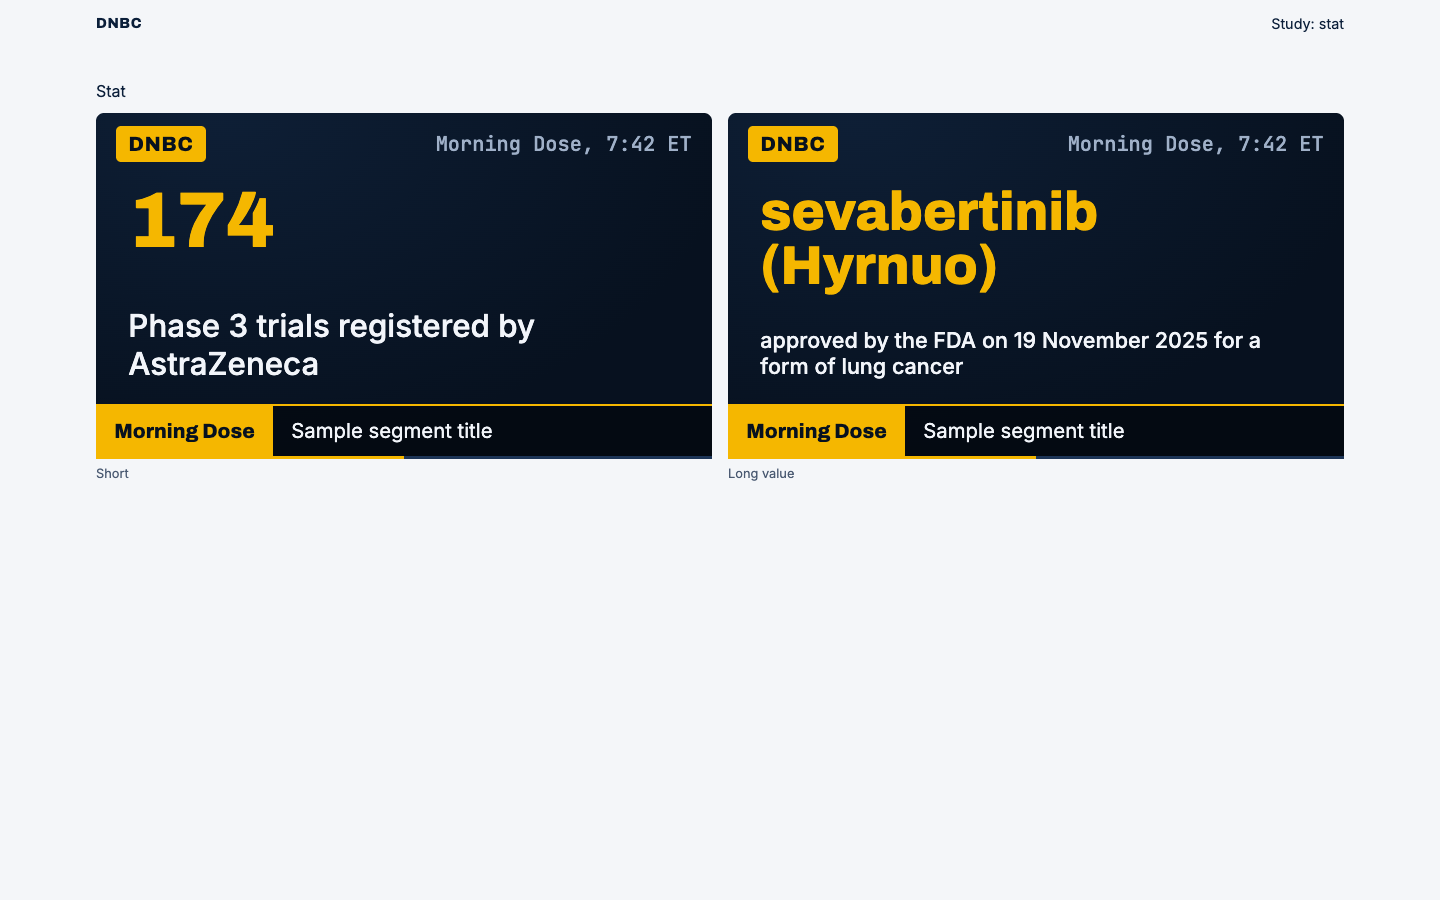 DNBC
Study: stat
Stat
DNBC
Morning Dose, 7:42 ET
174
Phase 3 trials registered by
AstraZeneca
Morning Dose
Sample segment title
Short
DNBC
Morning Dose, 7:42 ET
sevabertinib
(Hyrnuo)
approved by the FDA on 19 November 2025 for a
form of lung cancer
Morning Dose
Sample segment title
Long value